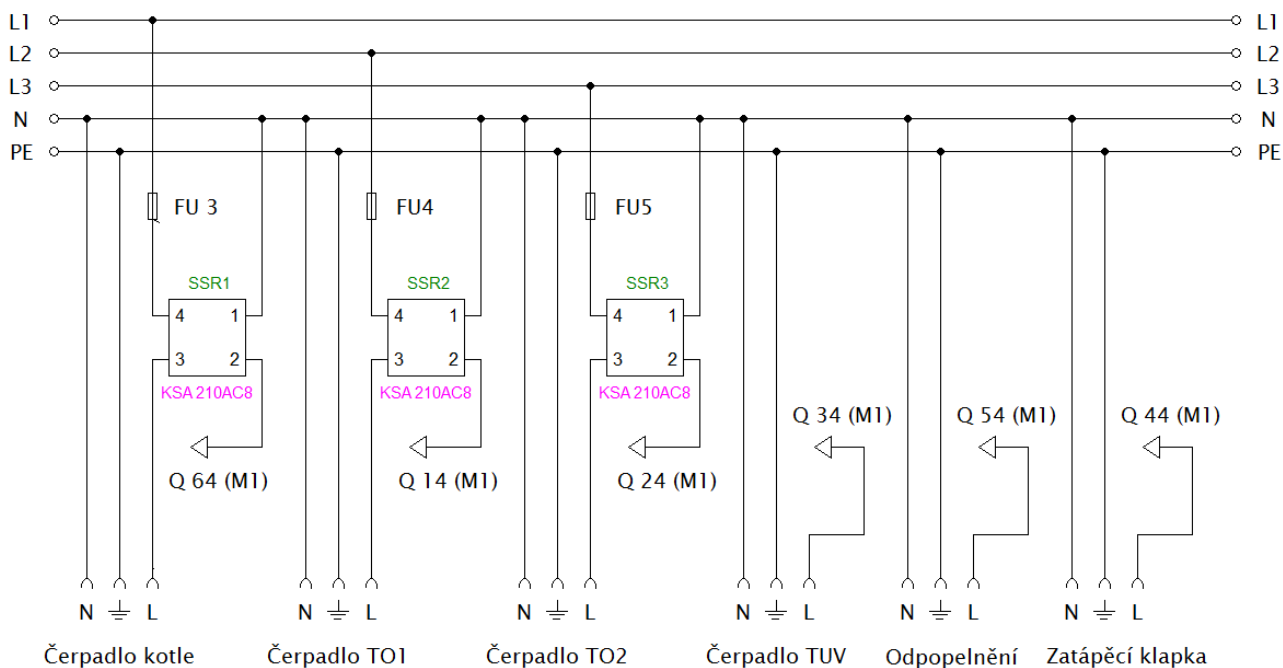 L1 L1
L2 L2
L3 L3
N N
PE PE
FU 3 FU4 FU5
SSR1 SSR2 SSR3
4 1 4 1 4 1
3 2 3 2 3 2
KSA 210AC8 KSA 210AC8 KSA 210AC8
Q 34 (M1) Q 54 (M1) Q 44 (M1)
Q 64 (M1) Q 14 (M1) Q 24 (M1)
N L N L N L N L N L N L
Čerpadlo kotle Čerpadlo TO1 Čerpadlo TO2 Čerpadlo TUV Odpopelnění Zatápěcí klapka